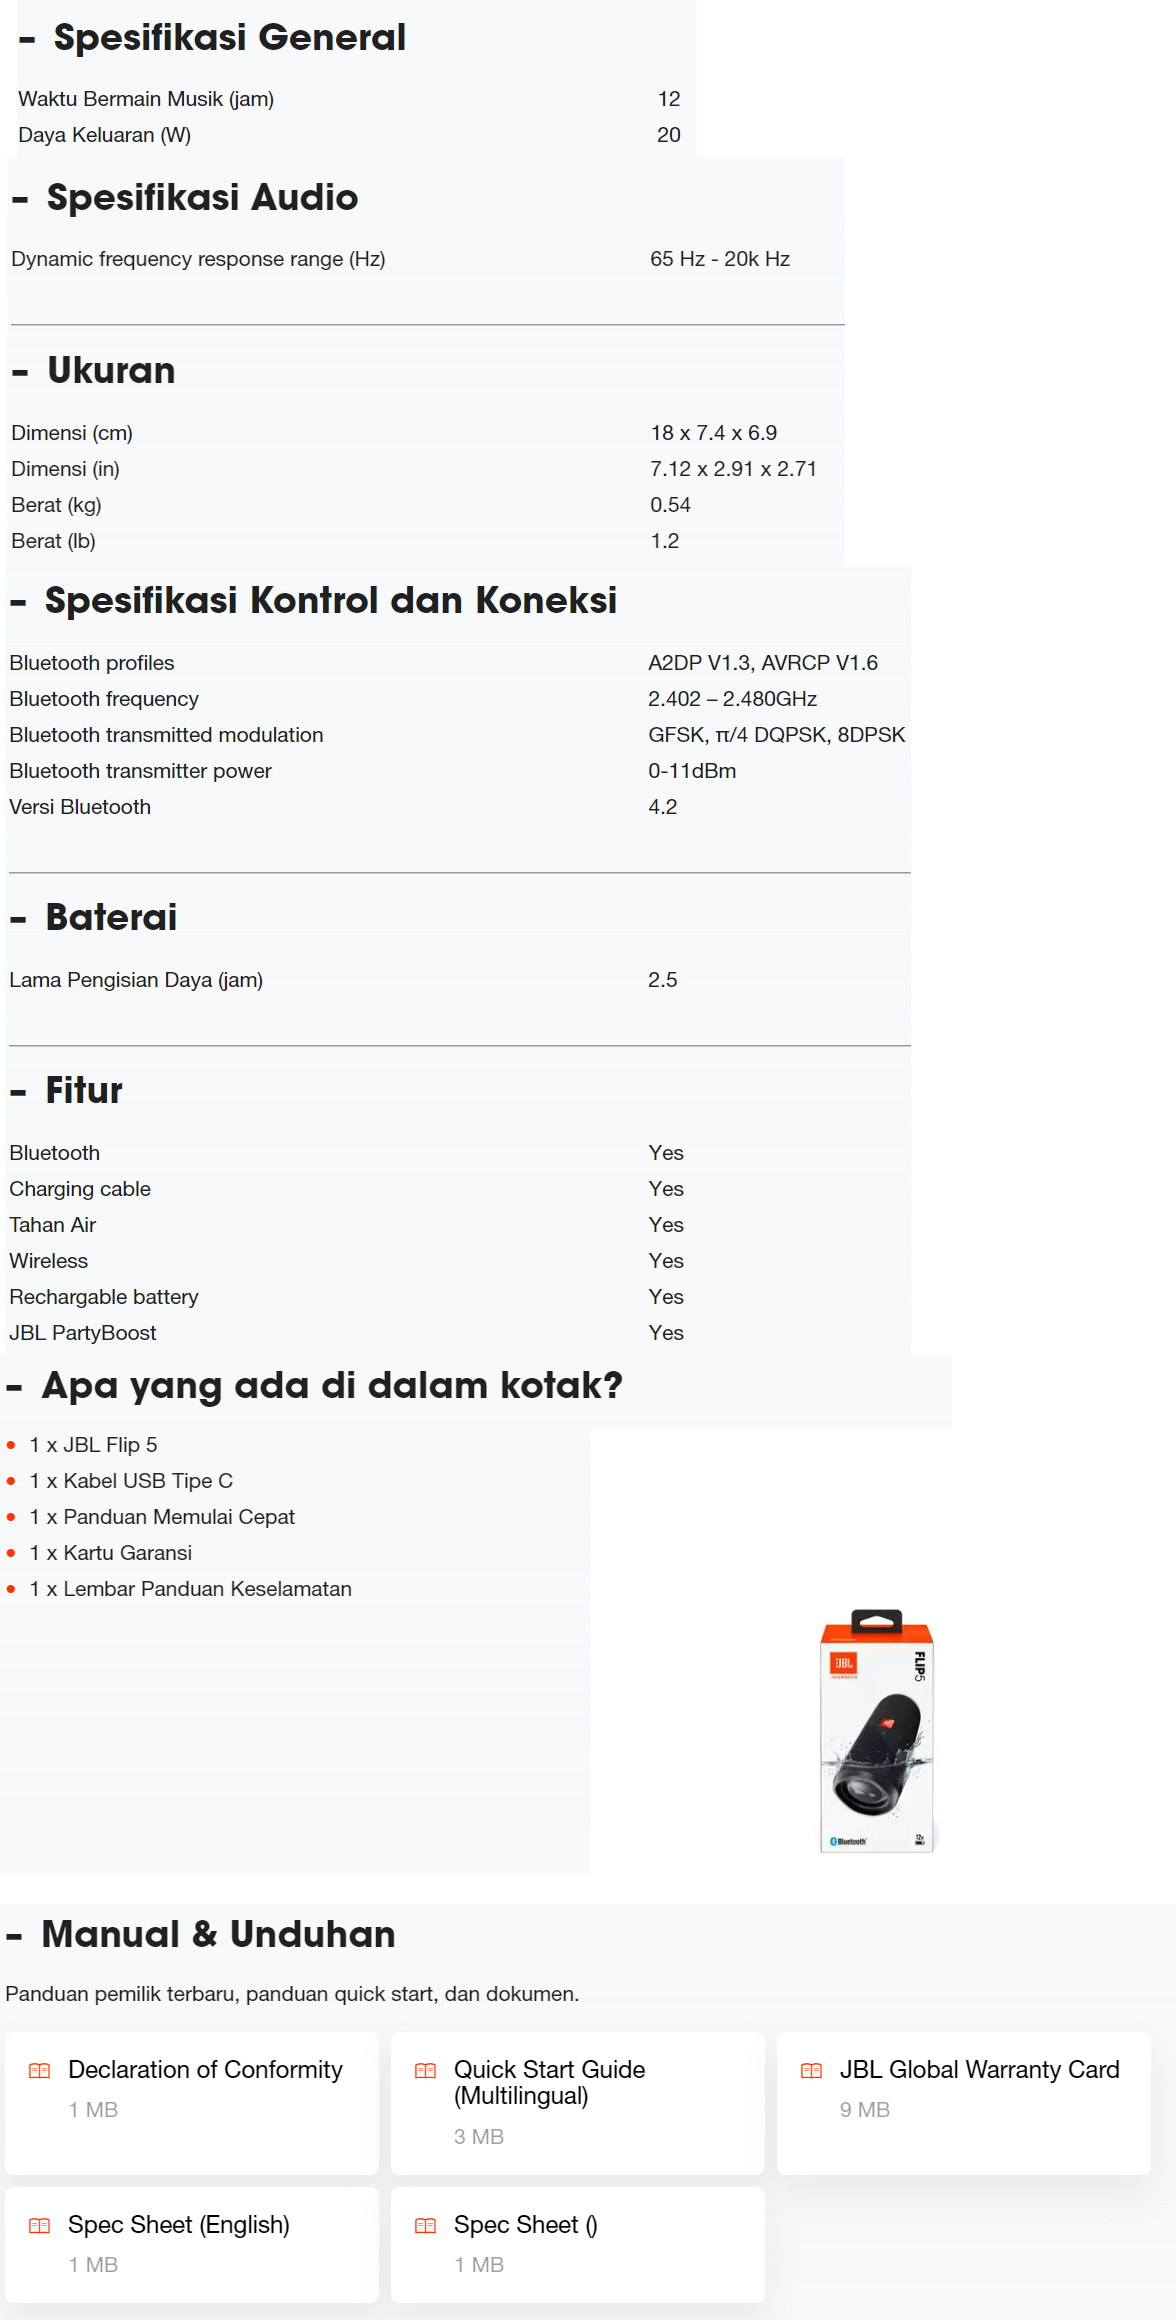 - Spesifikasi General
Waktu Bermain Musik (jam) 12
Daya Keluaran (W) 20
- Spesifikasi Audio
Dynamic frequency response range (Hz) 65 Hz - 20k Hz
- Ukuran
Dimensi (cm) 18 x 7.4 x 6.9
Dimensi (in) 7.12 x 2.91 x 2.71
Berat (kg) 0.54
Berat (lb) 1.2
- Spesifikasi Kontrol dan Koneksi
Bluetooth profiles A2DP V1.3, AVRCP V1.6
Bluetooth frequency 2.402 – 2.480GHz
Bluetooth transmitted modulation GFSK, π/4 DQPSK, 8DPSK
Bluetooth transmitter power 0-11dBm
Versi Bluetooth 4.2
- Baterai
Lama Pengisian Daya (jam) 2.5
- Fitur
Bluetooth Yes
Charging cable Yes
Tahan Air Yes
Wireless Yes
Rechargable battery Yes
JBL PartyBoost Yes
- Apa yang ada di dalam kotak?
• 1 x JBL Flip 5
• 1 x Kabel USB Tipe C
• 1 x Panduan Memulai Cepat
• 1 x Kartu Garansi
• 1 x Lembar Panduan Keselamatan
JBL
HARMAN
FLIP5
Bluetooth
12h
- Manual & Unduhan
Panduan pemilik terbaru, panduan quick start, dan dokumen.
Declaration of Conformity
1 MB
Quick Start Guide
(Multilingual)
3 MB
JBL Global Warranty Card
9 MB
Spec Sheet (English)
1 MB
Spec Sheet ()
1 MB